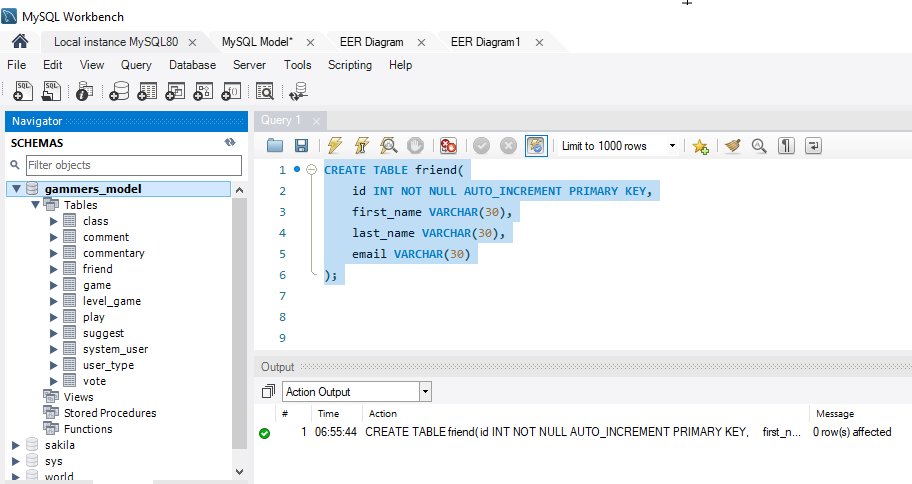 MySQL Workbench
Local instance MySQL80 MySQL Model* EER Diagram EER Diagram1
File Edit View Query Database Server Tools Scripting Help
Navigator
SCHEMAS
Filter objects
gammers_model
Tables
class
comment
commentary
friend
game
level_game
play
suggest
system_user
user_type
vote
Views
Stored Procedures
Functions
sakila
sys
world
Query 1
Limit to 1000 rows
1 CREATE TABLE friend(
2 id INT NOT NULL AUTO_INCREMENT PRIMARY KEY,
3 first_name VARCHAR(30),
4 last_name VARCHAR(30),
5 email VARCHAR(30)
6 );
7
8
9
Output
Action Output
# Time Action Message
1 06:55:44 CREATE TABLE friend( id INT NOT NULL AUTO_INCREMENT PRIMARY KEY, first_n... 0 row(s) affected